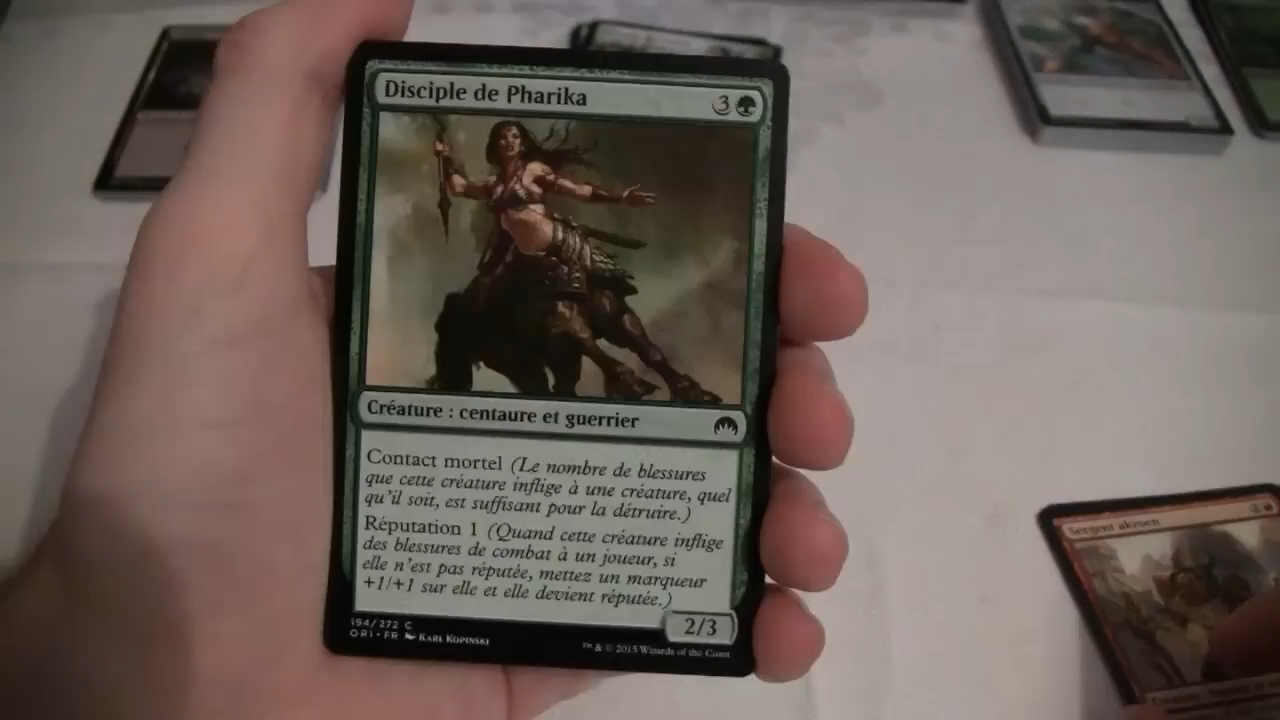 Disciple de Pharika
3
Créature : centaure et guerrier
Contact mortel (Le nombre de blessures
que cette créature inflige à une créature, quel
qu'il soit, est suffisant pour la détruire.)
Réputation 1 (Quand cette créature inflige
des blessures de combat à un joueur, si
elle n'est pas réputée, mettez un marqueur
+1/+1 sur elle et elle devient réputée.)
2/3
194/272 C
ORI • FR KARL KOPINSKI
™ & © 2015 Wizards of the Coast
Sergent akroen